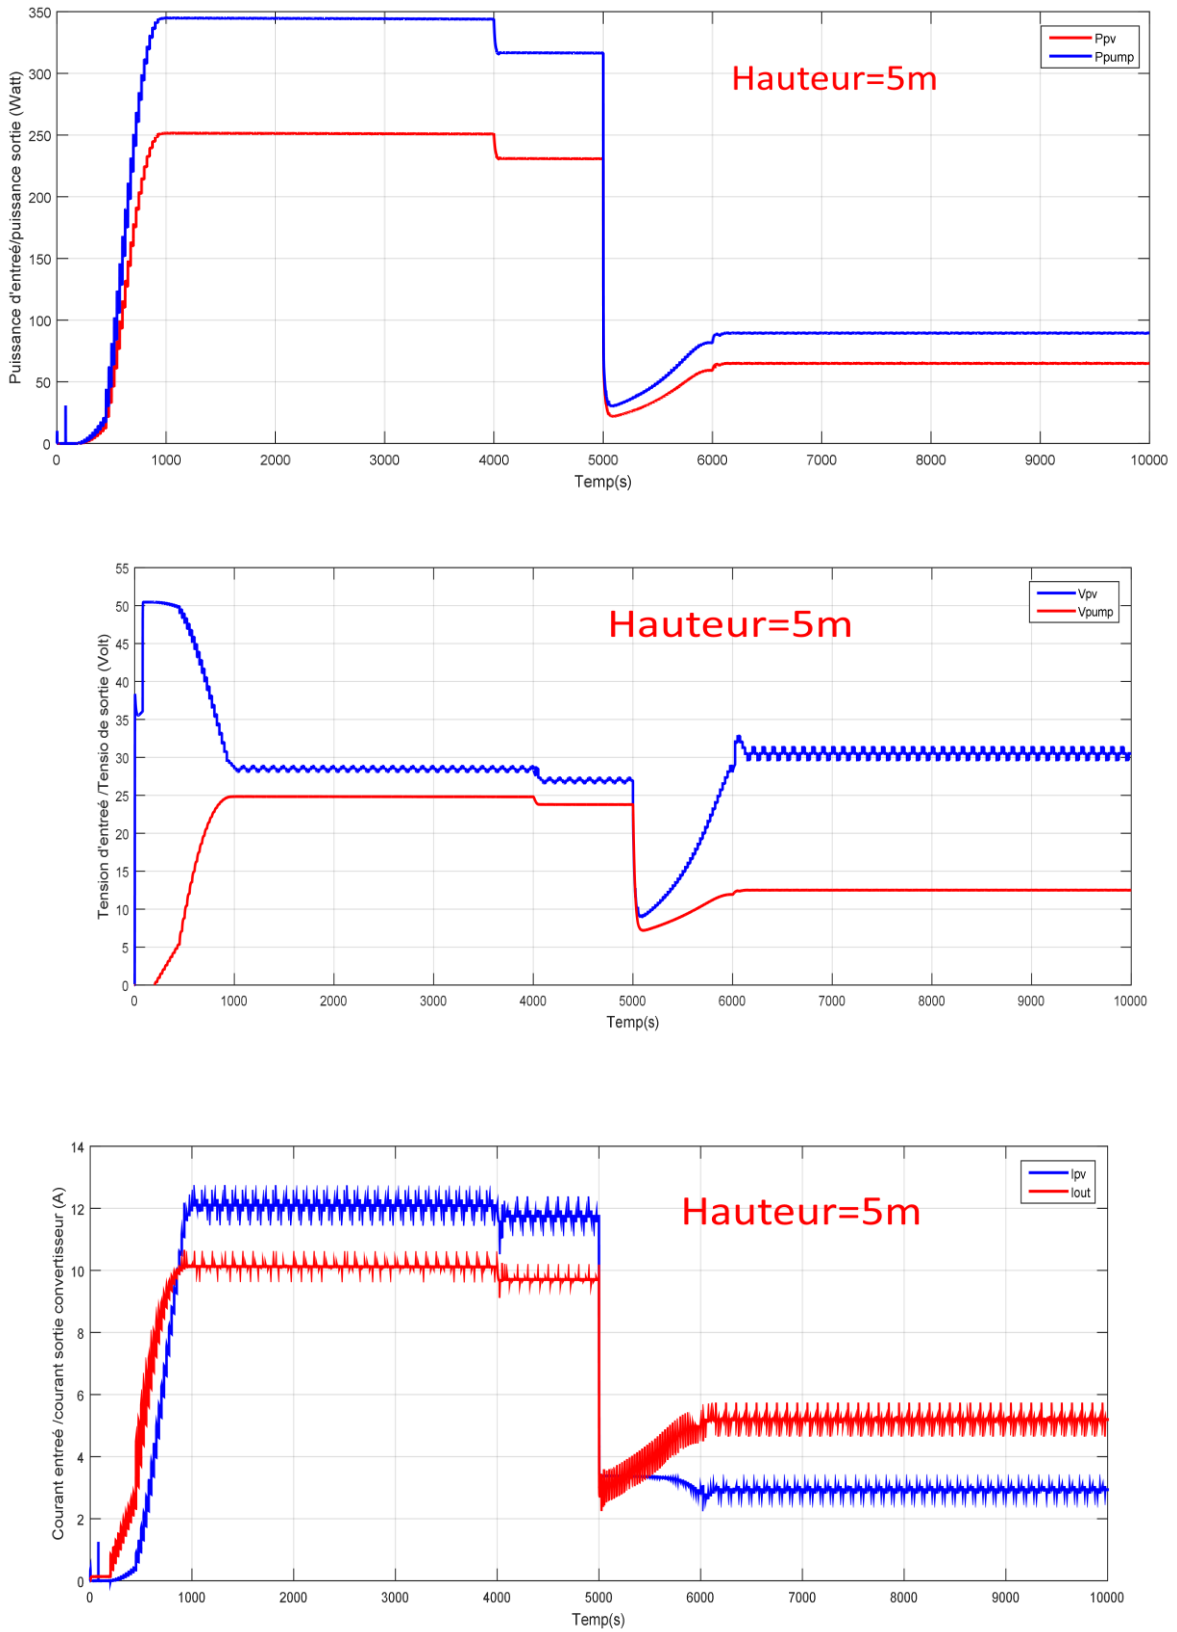 350
300
250
200
150
100
50
0
Puissance d'entreé/puissance sortie (Watt)
Ppv
Ppump
Hauteur=5m
0 1000 2000 3000 4000 5000 6000 7000 8000 9000 10000
Temp(s)
55
50
45
40
35
30
25
20
15
10
5
0
Tension d'entreé /Tensio de sortie (Volt)
Vpv
Vpump
Hauteur=5m
0 1000 2000 3000 4000 5000 6000 7000 8000 9000 10000
Temp(s)
14
12
10
8
6
4
2
0
Courant entreé /courant sortie convertisseur (A)
Ipv
Iout
Hauteur=5m
0 1000 2000 3000 4000 5000 6000 7000 8000 9000 10000
Temp(s)